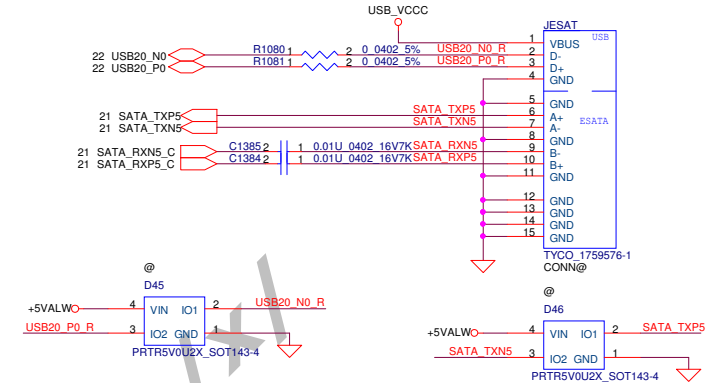 USB_VCCC
JESAT
22 USB20_N0 R1080 1 2 0_0402_5% USB20_N0_R 1 VBUS USB
22 USB20_P0 R1081 1 2 0_0402_5% USB20_P0_R 2 D-
3 D+
4 GND
5 GND
21 SATA_TXP5 SATA_TXP5 6 A+ ESATA
21 SATA_TXN5 SATA_TXN5 7 A-
8 GND
21 SATA_RXN5_C C1385 2 1 0.01U_0402_16V7K SATA_RXN5 9 B-
21 SATA_RXP5_C C1384 2 1 0.01U_0402_16V7K SATA_RXP5 10 B+
11 GND
12 GND
13 GND
14 GND
15 GND
TYCO_1759576-1
CONN@
@
D45
+5VALW 4 VIN IO1 2 USB20_N0_R
USB20_P0_R 3 IO2 GND 1
PRTR5V0U2X_SOT143-4
@
D46
+5VALW 4 VIN IO1 2 SATA_TXP5
SATA_TXN5 3 IO2 GND 1
PRTR5V0U2X_SOT143-4